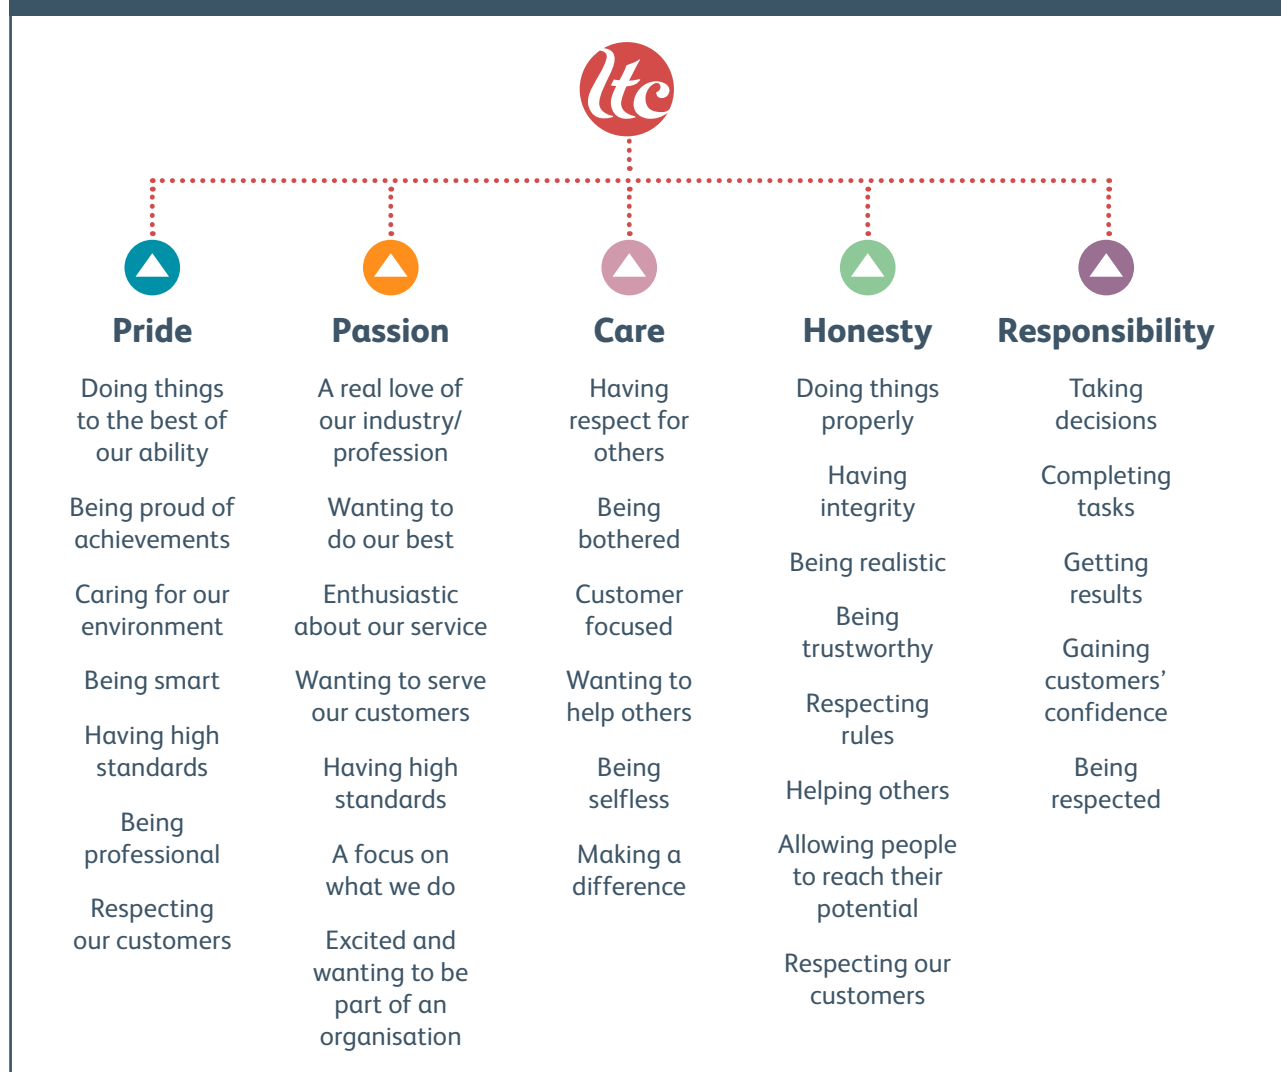 ltc
Pride
Doing things
to the best of
our ability
Being proud of
achievements
Caring for our
environment
Being smart
Having high
standards
Being
professional
Respecting
our customers
Passion
A real love of
our industry/
profession
Wanting to
do our best
Enthusiastic
about our service
Wanting to serve
our customers
Having high
standards
A focus on
what we do
Excited and
wanting to be
part of an
organisation
Care
Having
respect for
others
Being
bothered
Customer
focused
Wanting to
help others
Being
selfless
Making a
difference
Honesty
Doing things
properly
Having
integrity
Being realistic
Being
trustworthy
Respecting
rules
Helping others
Allowing people
to reach their
potential
Respecting our
customers
Responsibility
Taking
decisions
Completing
tasks
Getting
results
Gaining
customers’
confidence
Being
respected